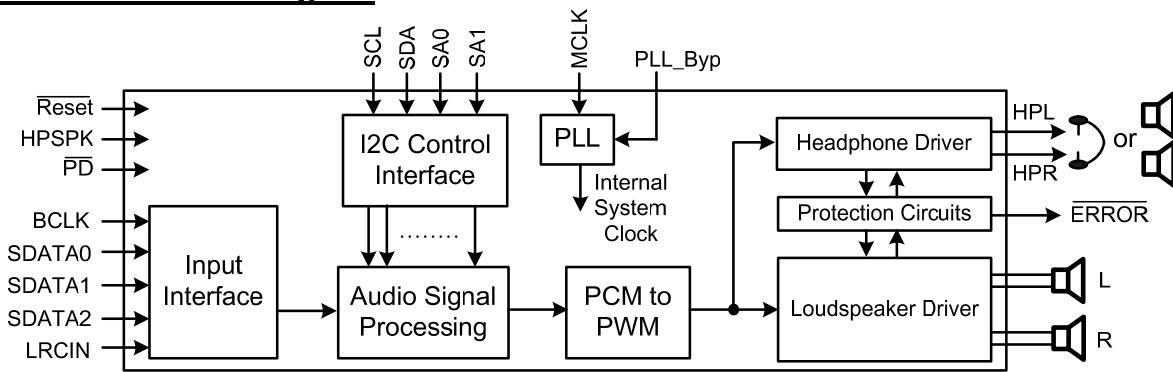 SCL
SDA
SA0
SA1
MCLK
PLL_Byp
Reset
HPSPK
PD
I2C Control
Interface
PLL
Internal
System
Clock
Headphone Driver
HPL
HPR
or
Protection Circuits
ERROR
BCLK
SDATA0
SDATA1
SDATA2
LRCIN
Input
Interface
........
Audio Signal
Processing
PCM to
PWM
Loudspeaker Driver
L
R